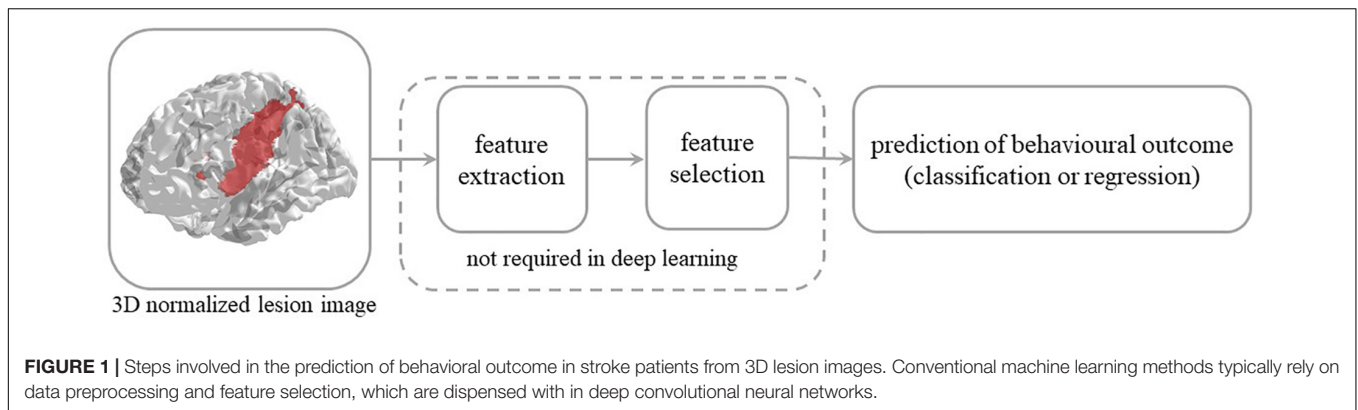 feature
extraction
feature
selection
prediction of behavioural outcome
(classification or regression)
not required in deep learning
3D normalized lesion image
FIGURE 1 | Steps involved in the prediction of behavioral outcome in stroke patients from 3D lesion images. Conventional machine learning methods typically rely on
data preprocessing and feature selection, which are dispensed with in deep convolutional neural networks.